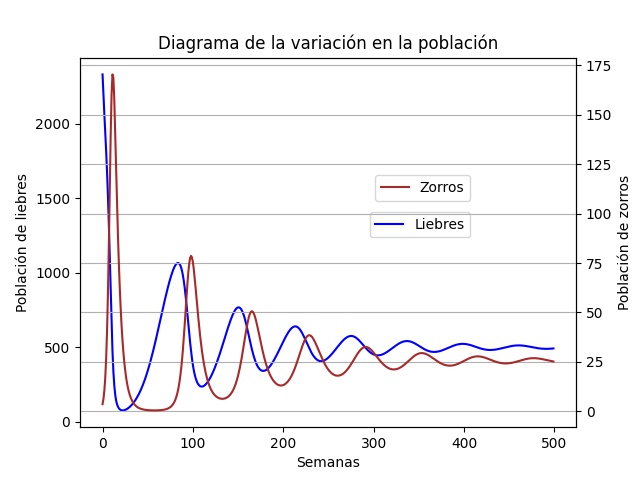 Diagrama de la variación en la población
Población de liebres
2000
1500
1000
500
0
175
150
125
100
75
50
25
0
Población de zorros
Zorros
Liebres
0 100 200 300 400 500
Semanas